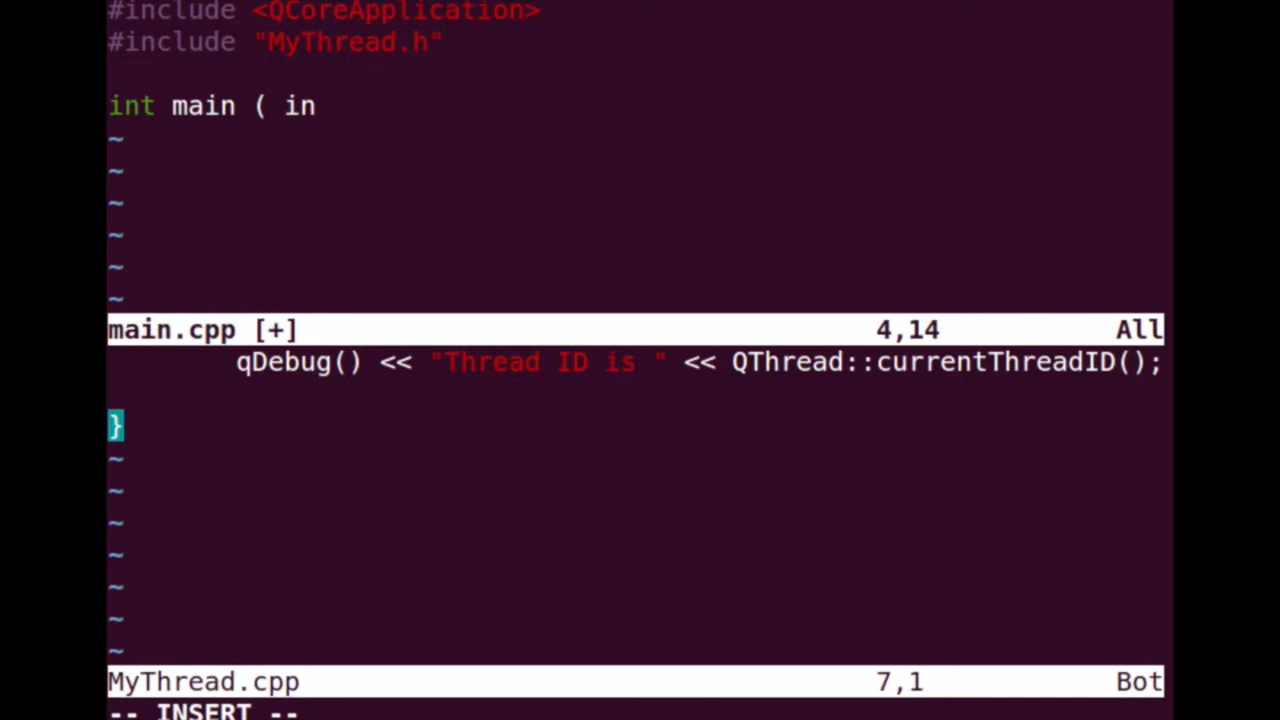 #include <QCoreApplication>
#include "MyThread.h"
int main ( in
~
~
~
~
~
~
main.cpp [+] 4,14 All
qDebug() << "Thread ID is " << QThread::currentThreadID();
}
~
~
~
~
~
~
~
MyThread.cpp 7,1 Bot
-- INSERT --